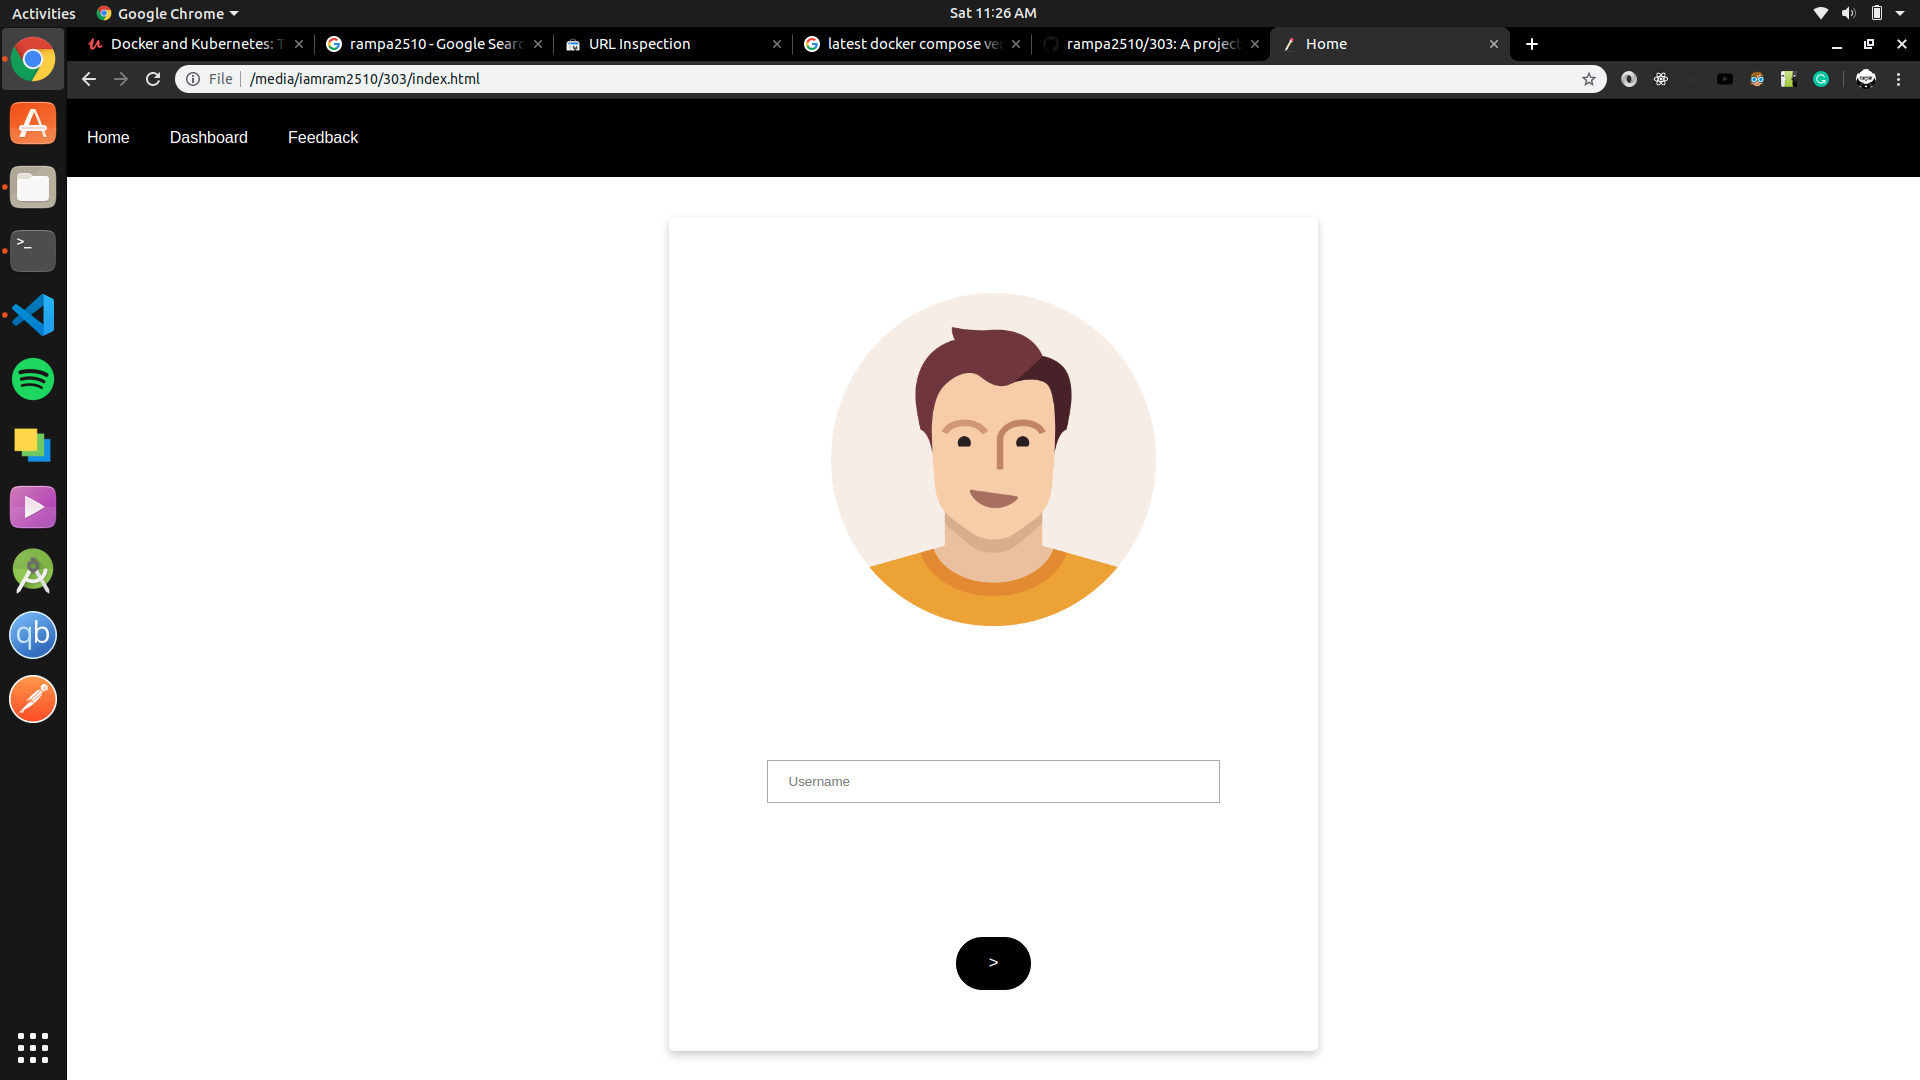 Activities Google Chrome Sat 11:26 AM
Docker and Kubernetes: T rampa2510 - Google Searc URL Inspection latest docker compose ve rampa2510/303: A project Home
File /media/iamram2510/303/index.html
Home Dashboard Feedback
>_
qb
Username
>